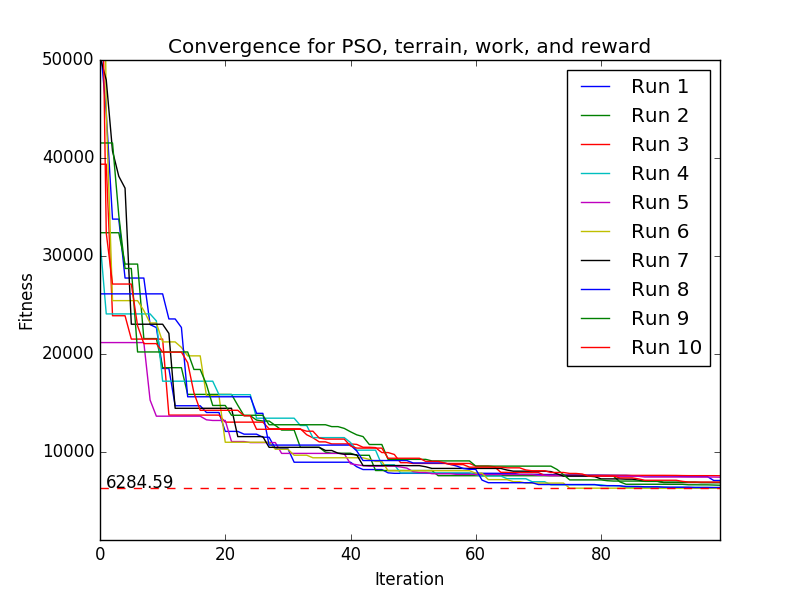 Convergence for PSO, terrain, work, and reward
50000
40000
30000
20000
10000
Fitness
6284.59
Run 1
Run 2
Run 3
Run 4
Run 5
Run 6
Run 7
Run 8
Run 9
Run 10
0 20 40 60 80
Iteration